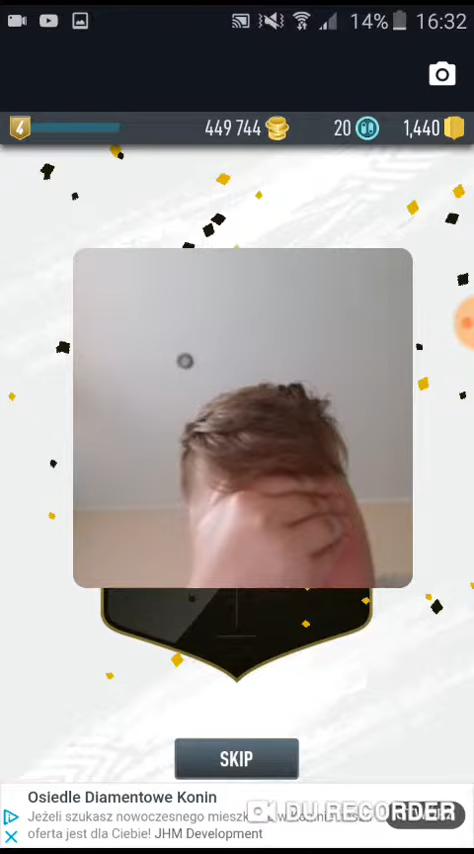 14% 16:32
4 449 744 20 1,440
SKIP
Osiedle Diamentowe Konin
Jeżeli szukasz nowoczesnego
oferta jest dla Ciebie! JHM Development
DU RECORDER